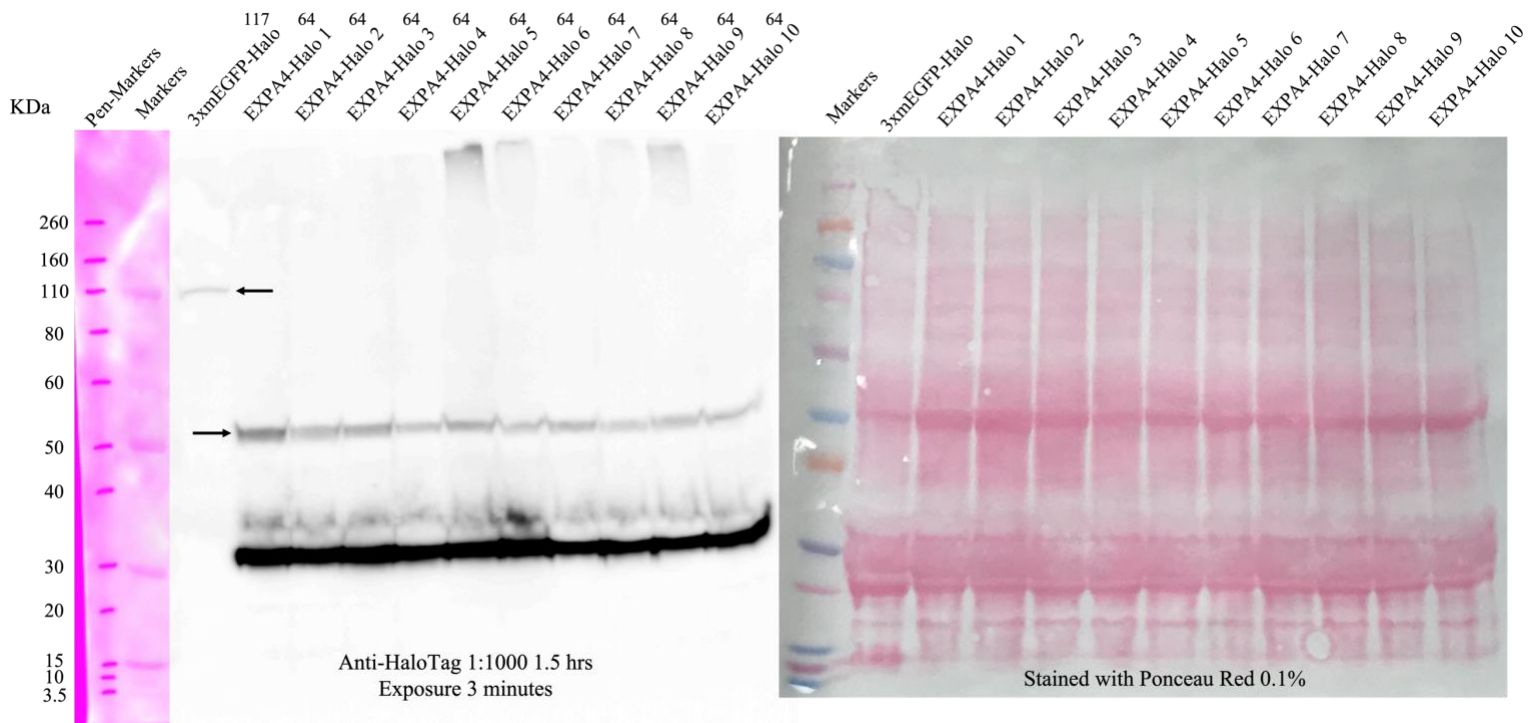 117 64 64 64 64 64 64 64 64 64
KDa
Pen-Markers
Markers
3xmEGFP-Halo
EXPA4-Halo 1
EXPA4-Halo 2
EXPA4-Halo 3
EXPA4-Halo 4
EXPA4-Halo 5
EXPA4-Halo 6
EXPA4-Halo 7
EXPA4-Halo 8
EXPA4-Halo 9
EXPA4-Halo 10
Markers
3xmEGFP-Halo
EXPA4-Halo 1
EXPA4-Halo 2
EXPA4-Halo 3
EXPA4-Halo 4
EXPA4-Halo 5
EXPA4-Halo 6
EXPA4-Halo 7
EXPA4-Halo 8
EXPA4-Halo 9
EXPA4-Halo 10
260
160
110
80
60
50
40
30
20
15
10
3.5
Anti-HaloTag 1:1000 1.5 hrs
Exposure 3 minutes
Stained with Ponceau Red 0.1%